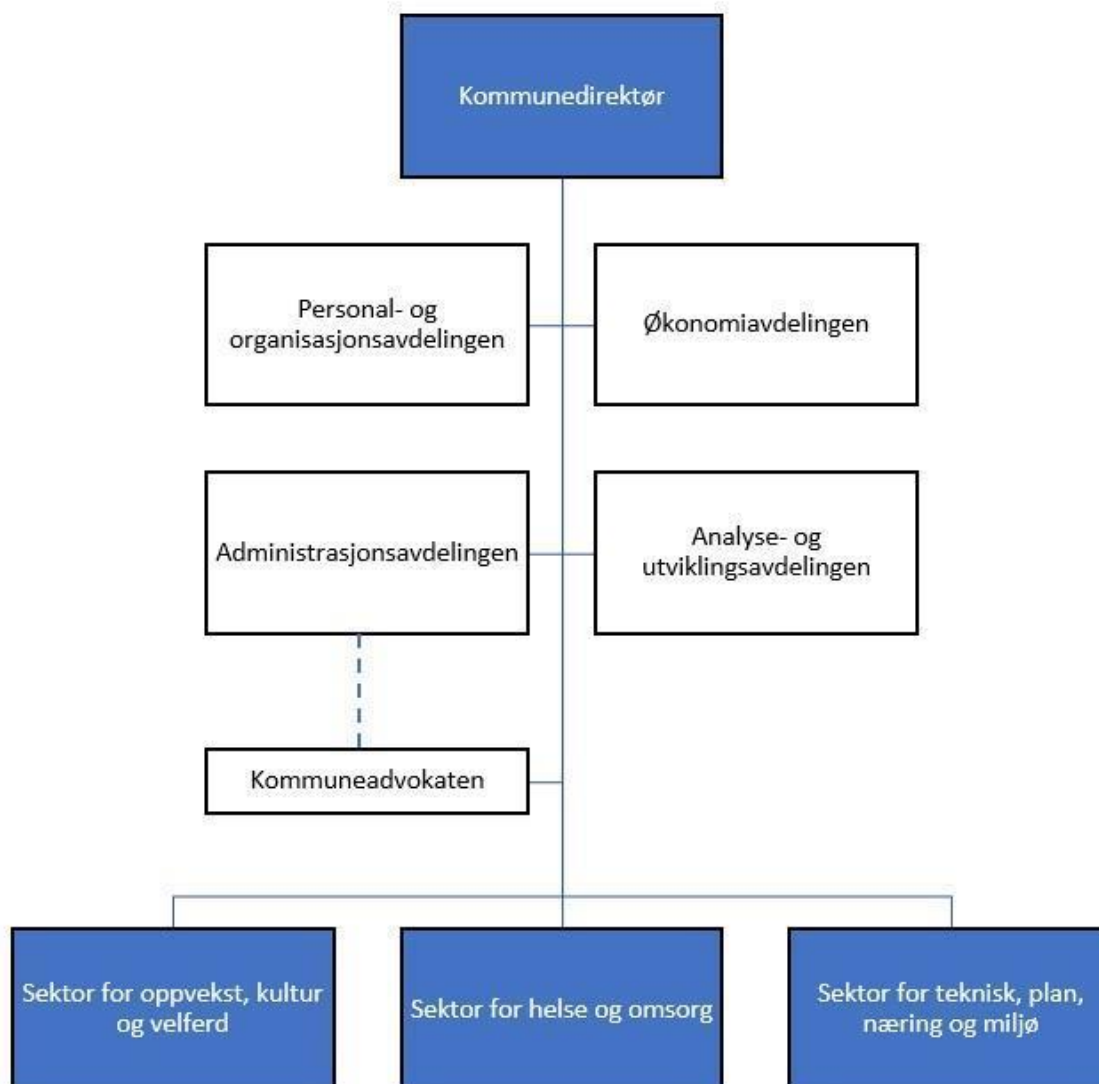 Kommunedirektør
Personal- og
organisasjonsavdelingen
Økonomiavdelingen
Administrasjonsavdelingen
Analyse- og
utviklingsavdelingen
Kommuneadvokaten
Sektor for oppvekst, kultur
og velferd
Sektor for helse og omsorg
Sektor for teknisk, plan,
næring og miljø